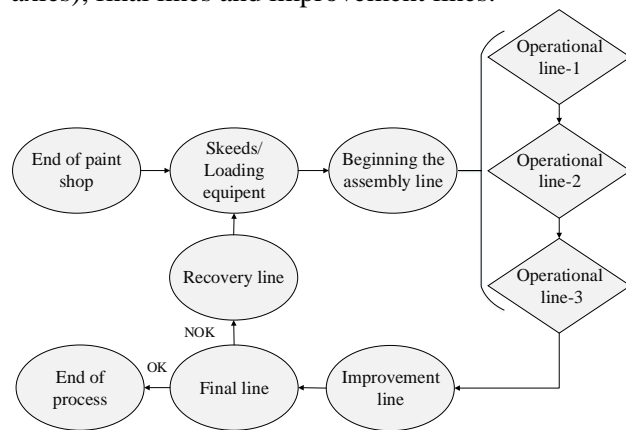 ), final lines and improvement lines.
Operational
line-1
End of paint
shop
Skeeds/
Loading
equipent
Beginning the
assembly line
Operational
line-2
Recovery line
Operational
line-3
NOK
OK
End of
process
Final line
Improvement
line